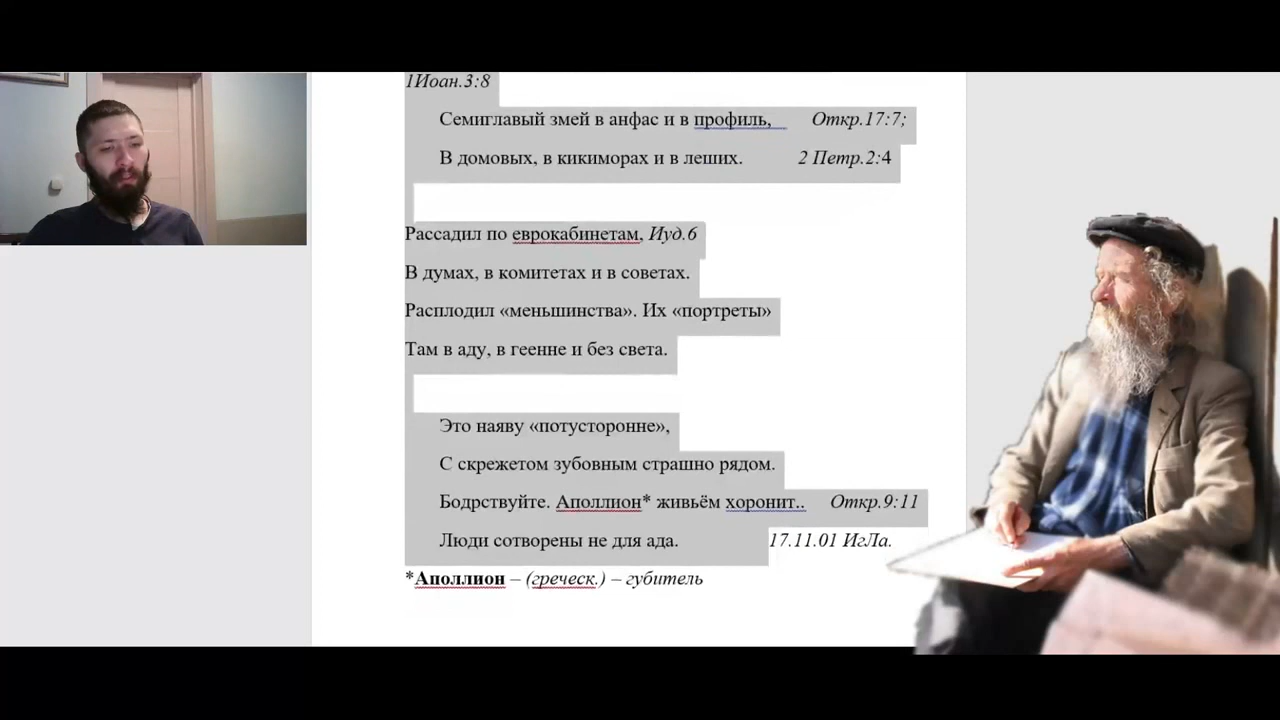 1Иоан.3:8
Семиглавый змей в анфас и в профиль, Откр.17:7;
В домовых, в кикиморах и в леших. 2 Петр.2:4
Рассадил по еврокабинетам, Иуд.6
В думах, в комитетах и в советах.
Расплодил «меньшинства». Их «портреты»
Там в аду, в геенне и без света.
Это наяву «потусторонне»,
С скрежетом зубовным страшно рядом.
Бодрствуйте. Аполлион* живьём хоронит.. Откр.9:11
Люди сотворены не для ада. 17.11.01 ИгЛа.
*Аполлион – (греческ.) – губитель